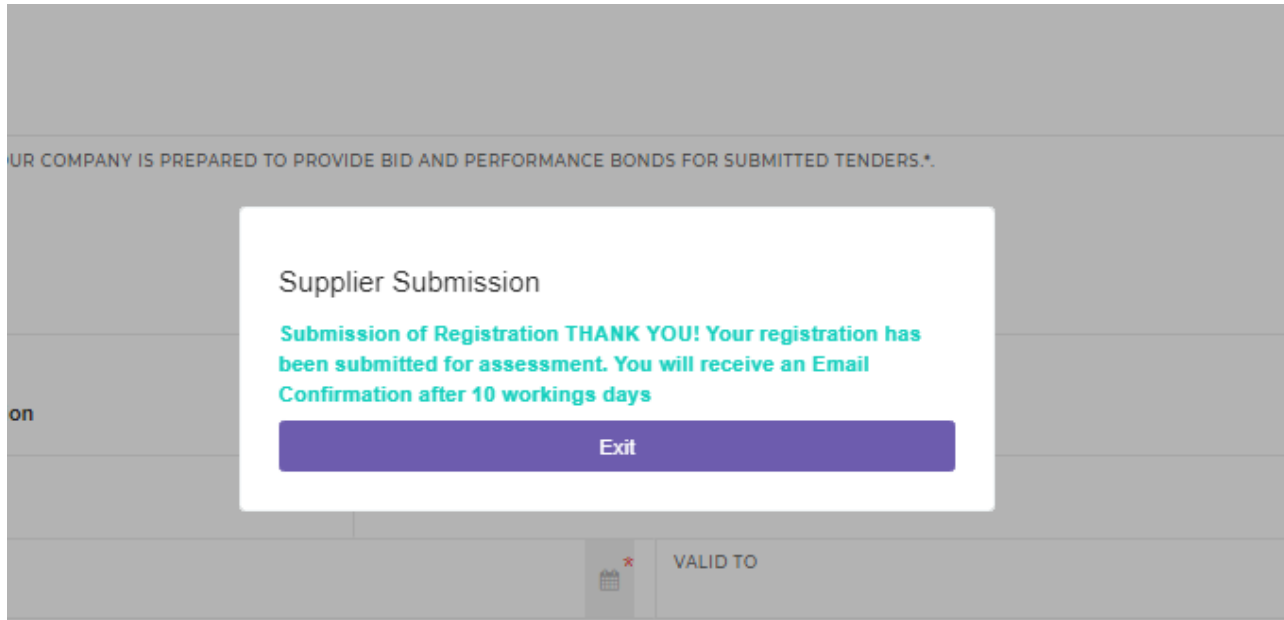 UR COMPANY IS PREPARED TO PROVIDE BID AND PERFORMANCE BONDS FOR SUBMITTED TENDERS.*.
Supplier Submission
Submission of Registration THANK YOU! Your registration has
been submitted for assessment. You will receive an Email
Confirmation after 10 workings days
on
Exit
* VALID TO